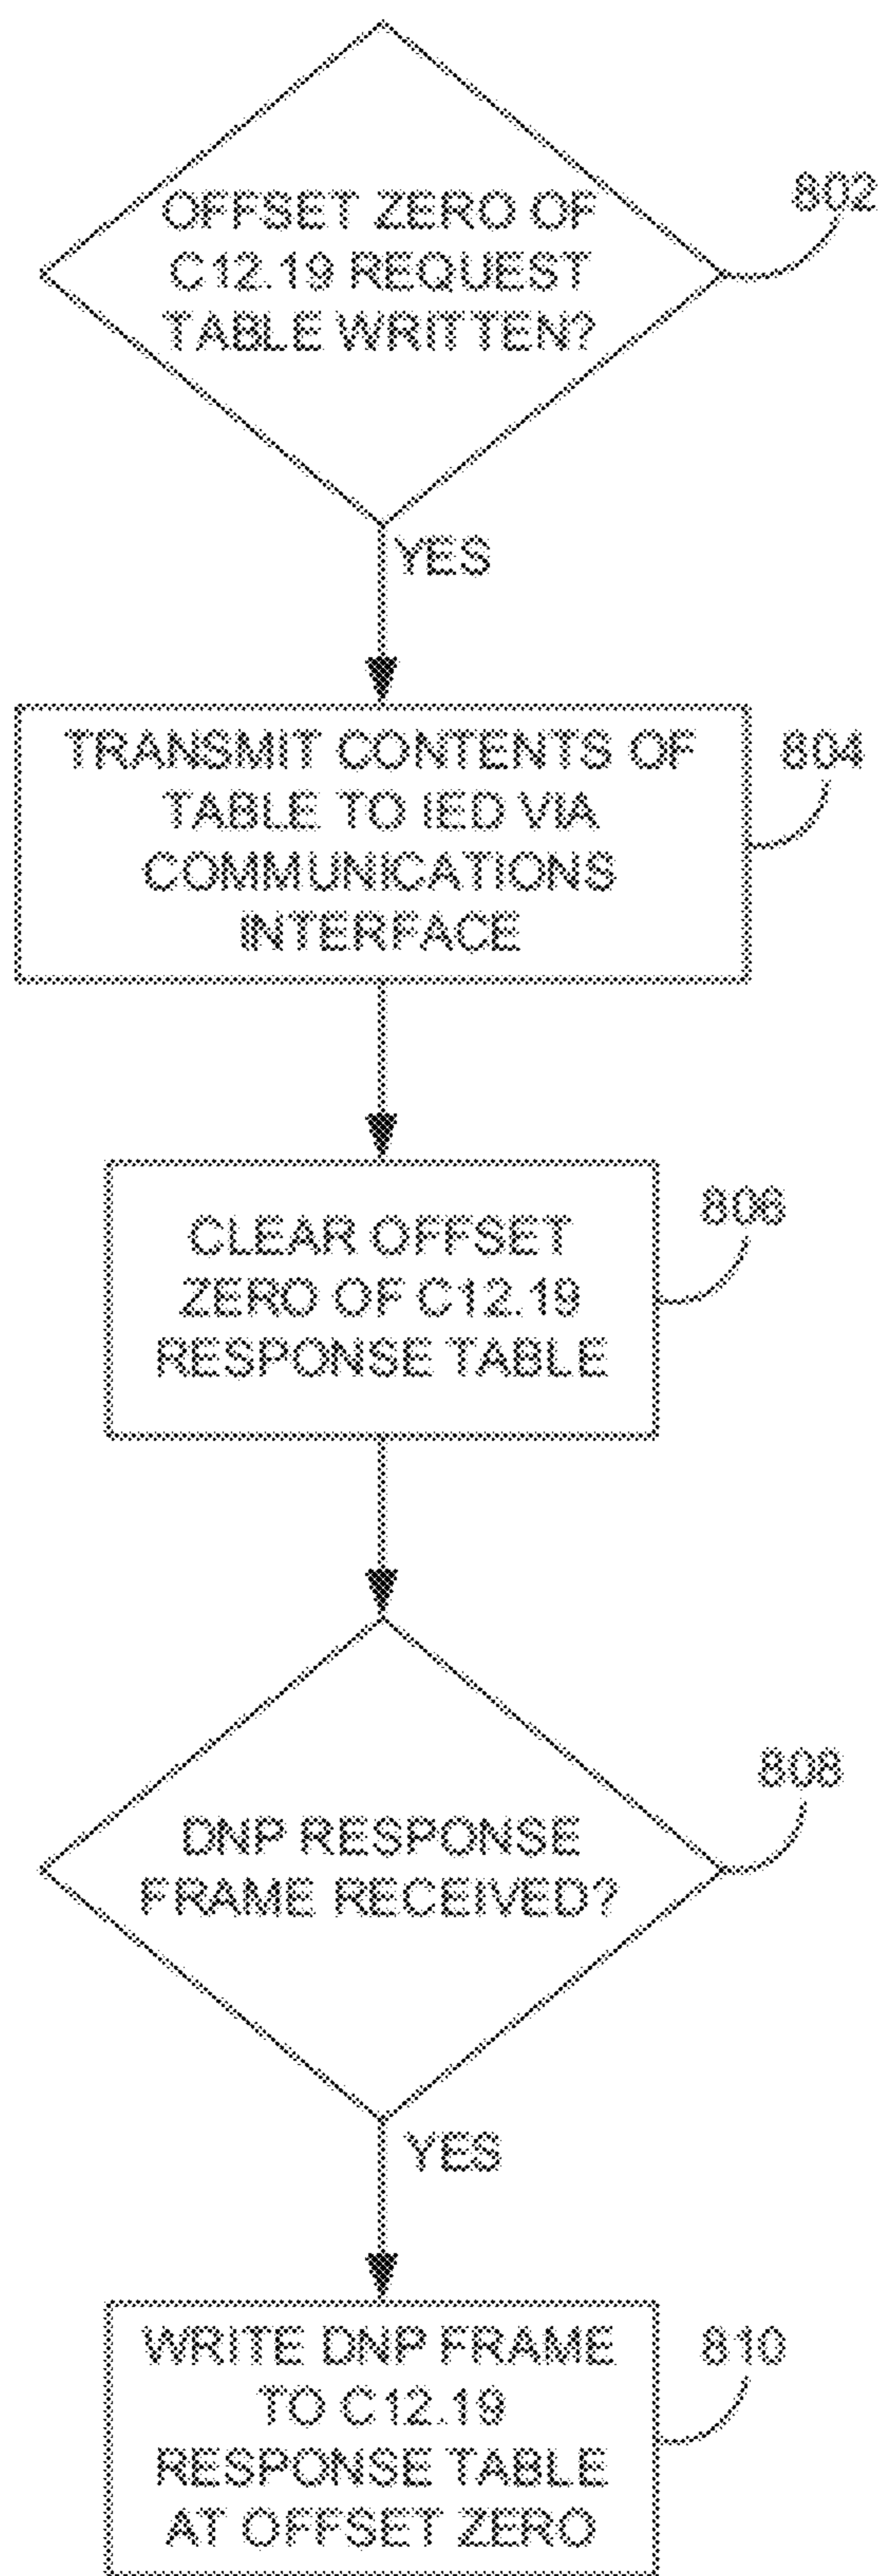 OFFSET ZERO OF
C12.19 REQUEST
TABLE WRITTEN?
802
YES
TRANSMIT CONTENTS OF
TABLE TO IED VIA
COMMUNICATIONS
INTERFACE
804
CLEAR OFFSET
ZERO OF C12.19
RESPONSE TABLE
806
DNP RESPONSE
FRAME RECEIVED?
808
YES
WRITE DNP FRAME
TO C12.19
RESPONSE TABLE
AT OFFSET ZERO
810